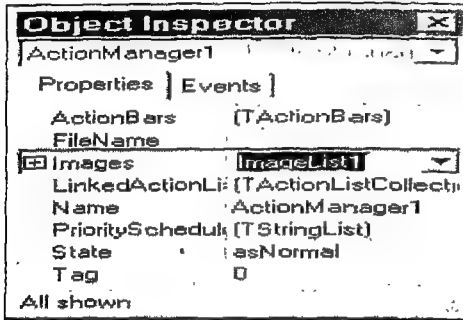 Object Inspector
ActionManager1
Properties Events
ActionBars (TActionBars)
FileName
Images ImageList1
LinkedActionLi (TActionListCollecti
Name ActionManager1
PrioritySchedul (TStringList)
State asNormal
Tag 0
All shown